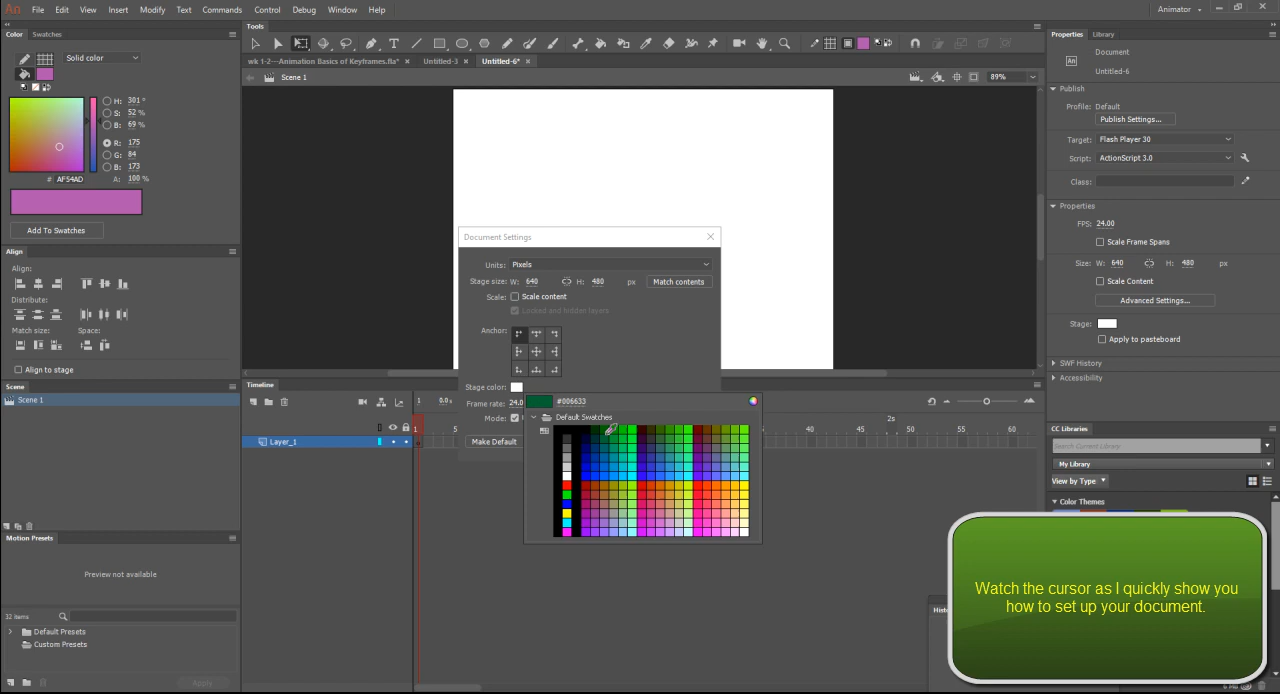 An File Edit View Insert Modify Text Commands Control Debug Window Help Animator
Color Swatches
Solid color
H: 301 °
S: 52 %
B: 69 %
R: 175
G: 84
B: 173
# AF54AD A: 100 %
Add To Swatches
Align
Align:
Distribute:
Match size: Space:
Align to stage
Scene
Scene 1
Motion Presets
Preview not available
32 items
Default Presets
Custom Presets
Apply
Tools
wk 1-2---Animation Basics of Keyframes.fla* × Untitled-3 × Untitled-6* ×
Scene 1 89%
Document Settings
Units: Pixels
Stage size: W: 640 H: 480 px Match contents
Scale: Scale content
Locked and hidden layers
Anchor:
Stage color:
Frame rate: 24.0
Mode:
Make Default
#006633
Default Swatches
Timeline
1 0.0s
2s
1 5 45 50 55 60
Layer_1
Properties Library
Document
An Untitled-6*
Publish
Profile: Default
Publish Settings...
Target: Flash Player 30
Script: ActionScript 3.0
Class:
Properties
FPS: 24.00
Scale Frame Spans
Size: W: 640 H: 480 px
Scale Content
Advanced Settings...
Stage:
Apply to pasteboard
SWF History
Accessibility
CC Libraries
Search Current Library
My Library
View by Type
Color Themes
Watch the cursor as I quickly show you
how to set up your document.